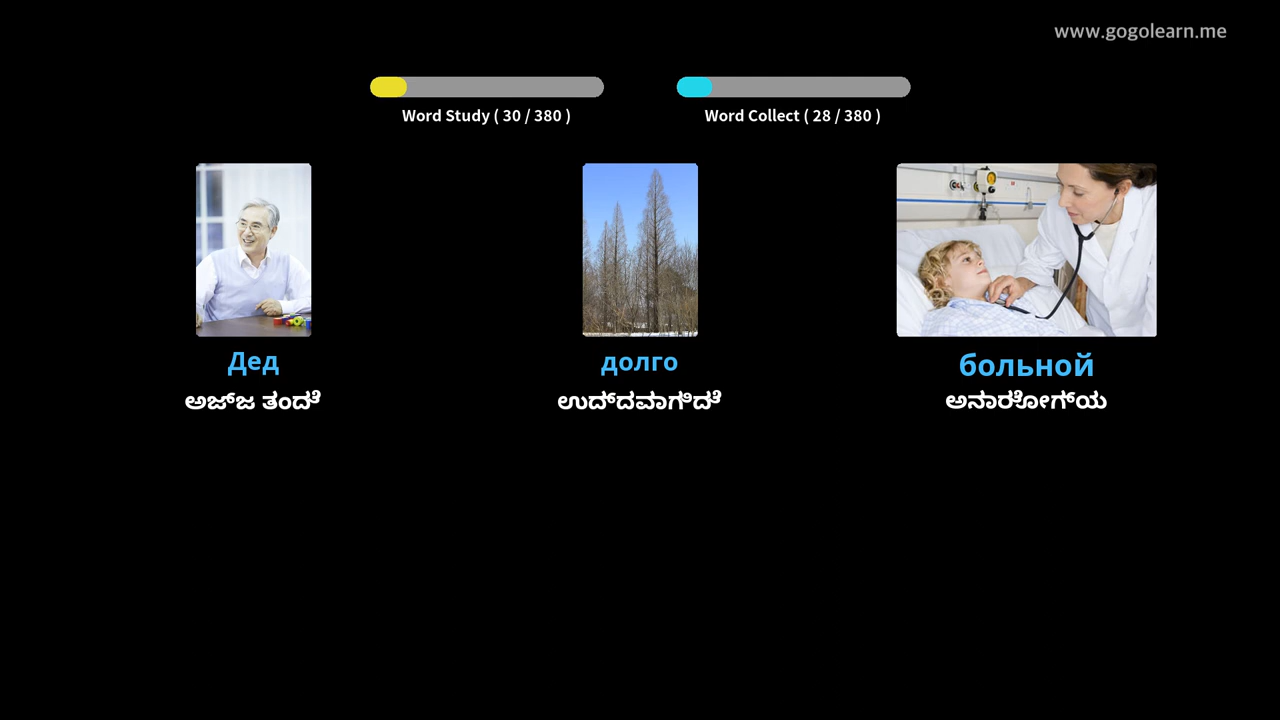 www.gogolearn.me
Word Study ( 30 / 380 )
Word Collect ( 28 / 380 )
Дед
долго
больной
ಅಜ್‌ಜ ತಂದೆ
ಉದ್‌ದವಾಗಿದೆ
ಅನಾರೋಗ್‌ಯ